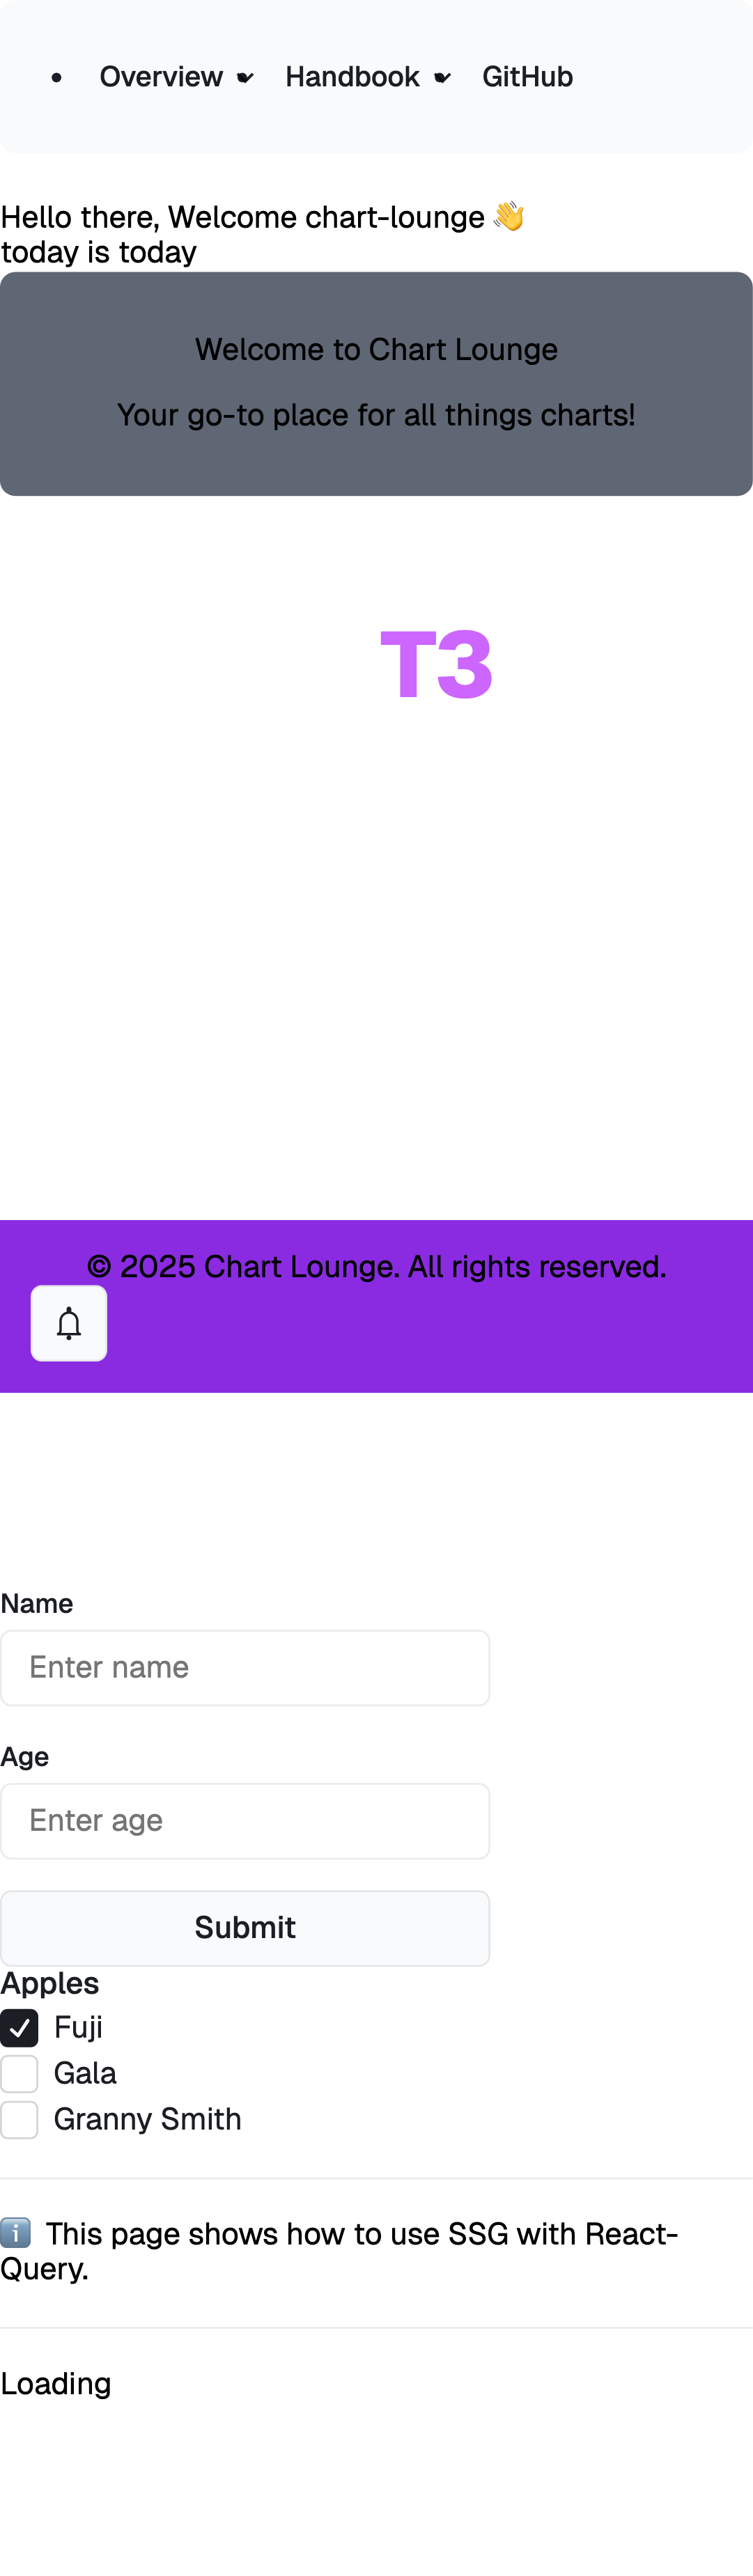 Overview Handbook GitHub
Hello there, Welcome chart-lounge 👋
today is today
Welcome to Chart Lounge
Your go-to place for all things charts!
T3
© 2025 Chart Lounge. All rights reserved.
Name
Enter name
Age
Enter age
Submit
Apples
Fuji
Gala
Granny Smith
ℹ️ This page shows how to use SSG with React-
Query.
Loading